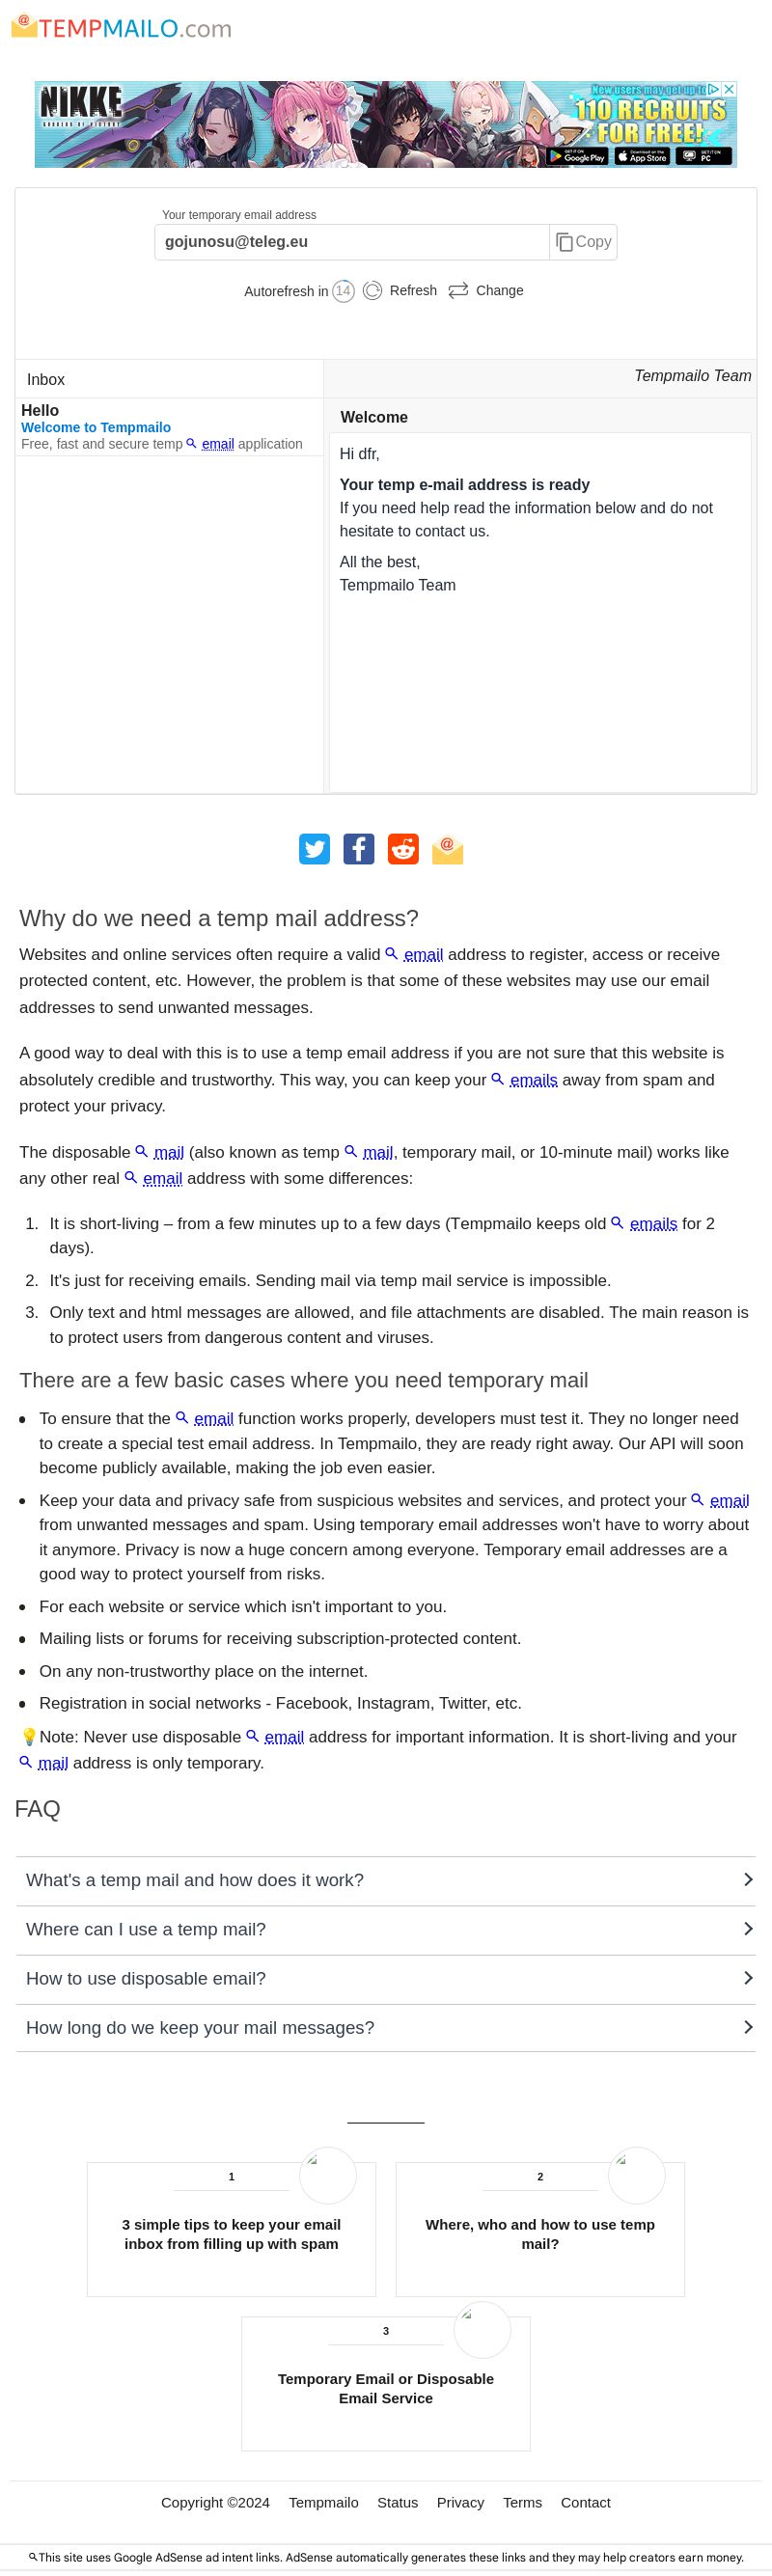 TEMPMAILO.com
NIKKE
GODDESS OF VICTORY
New users may get up to
110 RECRUITS
FOR FREE!
GET IT ON Google Play
App Store
GET IT ON PC
Your temporary email address
gojunosu@teleg.eu
Copy
Autorefresh in 14 Refresh Change
Inbox
Tempmailo Team
Hello
Welcome to Tempmailo
Free, fast and secure temp email application
Welcome
Hi dfr,
Your temp e-mail address is ready
If you need help read the information below and do not
hesitate to contact us.
All the best,
Tempmailo Team
Why do we need a temp mail address?
Websites and online services often require a valid email address to register, access or receive
protected content, etc. However, the problem is that some of these websites may use our email
addresses to send unwanted messages.
A good way to deal with this is to use a temp email address if you are not sure that this website is
absolutely credible and trustworthy. This way, you can keep your emails away from spam and
protect your privacy.
The disposable mail (also known as temp mail, temporary mail, or 10-minute mail) works like
any other real email address with some differences:
1. It is short-living – from a few minutes up to a few days (Tempmailo keeps old emails for 2
days).
2. It's just for receiving emails. Sending mail via temp mail service is impossible.
3. Only text and html messages are allowed, and file attachments are disabled. The main reason is
to protect users from dangerous content and viruses.
There are a few basic cases where you need temporary mail
• To ensure that the email function works properly, developers must test it. They no longer need
to create a special test email address. In Tempmailo, they are ready right away. Our API will soon
become publicly available, making the job even easier.
• Keep your data and privacy safe from suspicious websites and services, and protect your email
from unwanted messages and spam. Using temporary email addresses won't have to worry about
it anymore. Privacy is now a huge concern among everyone. Temporary email addresses are a
good way to protect yourself from risks.
• For each website or service which isn't important to you.
• Mailing lists or forums for receiving subscription-protected content.
• On any non-trustworthy place on the internet.
• Registration in social networks - Facebook, Instagram, Twitter, etc.
💡Note: Never use disposable email address for important information. It is short-living and your
mail address is only temporary.
FAQ
What's a temp mail and how does it work?
Where can I use a temp mail?
How to use disposable email?
How long do we keep your mail messages?
1
3 simple tips to keep your email
inbox from filling up with spam
2
Where, who and how to use temp
mail?
3
Temporary Email or Disposable
Email Service
Copyright ©2024 Tempmailo Status Privacy Terms Contact
This site uses Google AdSense ad intent links. AdSense automatically generates these links and they may help creators earn money.